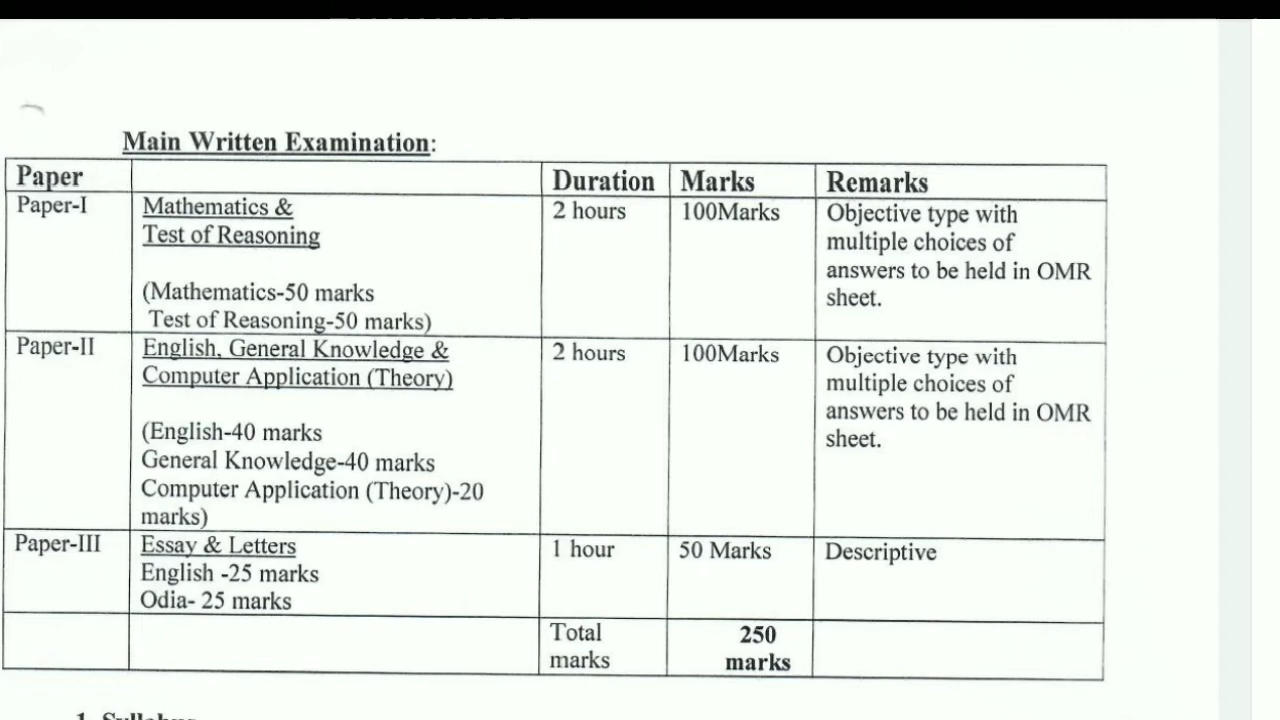 Main Written Examination:
Paper Duration Marks Remarks
Paper-I
Mathematics &
Test of Reasoning
(Mathematics-50 marks
Test of Reasoning-50 marks)
2 hours
100Marks
Objective type with
multiple choices of
answers to be held in OMR
sheet.
Paper-II
English, General Knowledge &
Computer Application (Theory)
(English-40 marks
General Knowledge-40 marks
Computer Application (Theory)-20
marks)
2 hours
100Marks
Objective type with
multiple choices of
answers to be held in OMR
sheet.
Paper-III
Essay & Letters
English -25 marks
Odia- 25 marks
1 hour
50 Marks
Descriptive
Total
marks
250
marks
1. Syllabus